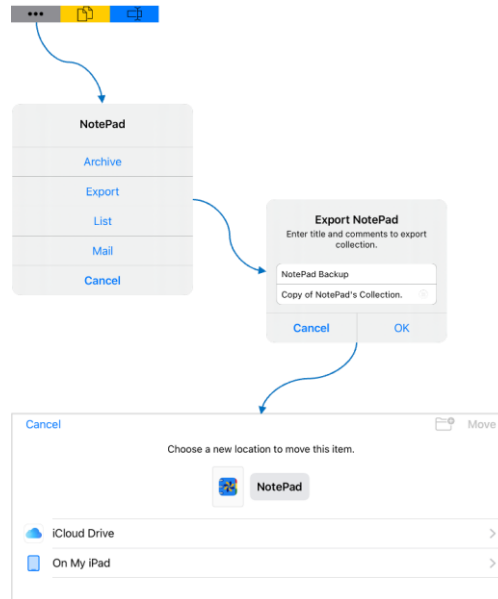 NotePad
Archive
Export
List
Mail
Cancel
Export NotePad
Enter title and comments to export
collection.
NotePad Backup
Copy of NotePad's Collection.
Cancel OK
Cancel Move
Choose a new location to move this item.
NotePad
iCloud Drive
On My iPad